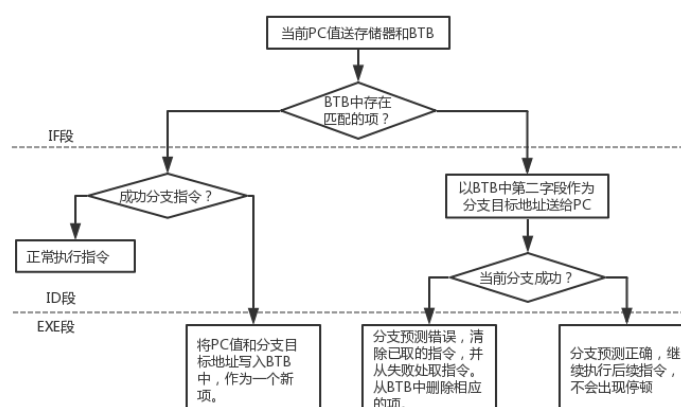 当前PC值送存储器和BTB
BTB中存在
匹配的项？
IF段
成功分支指令？
以BTB中第二字段作为
分支目标地址送给PC
正常执行指令
当前分支成功？
ID段
EXE段
将PC值和分支目
标地址写入BTB
中，作为一个新
项。
分支预测错误，清
除已取的指令，并
从失败处取指令。
从BTB中删除相应
的项。
分支预测正确，继
续执行后续指令，
不会出现停顿